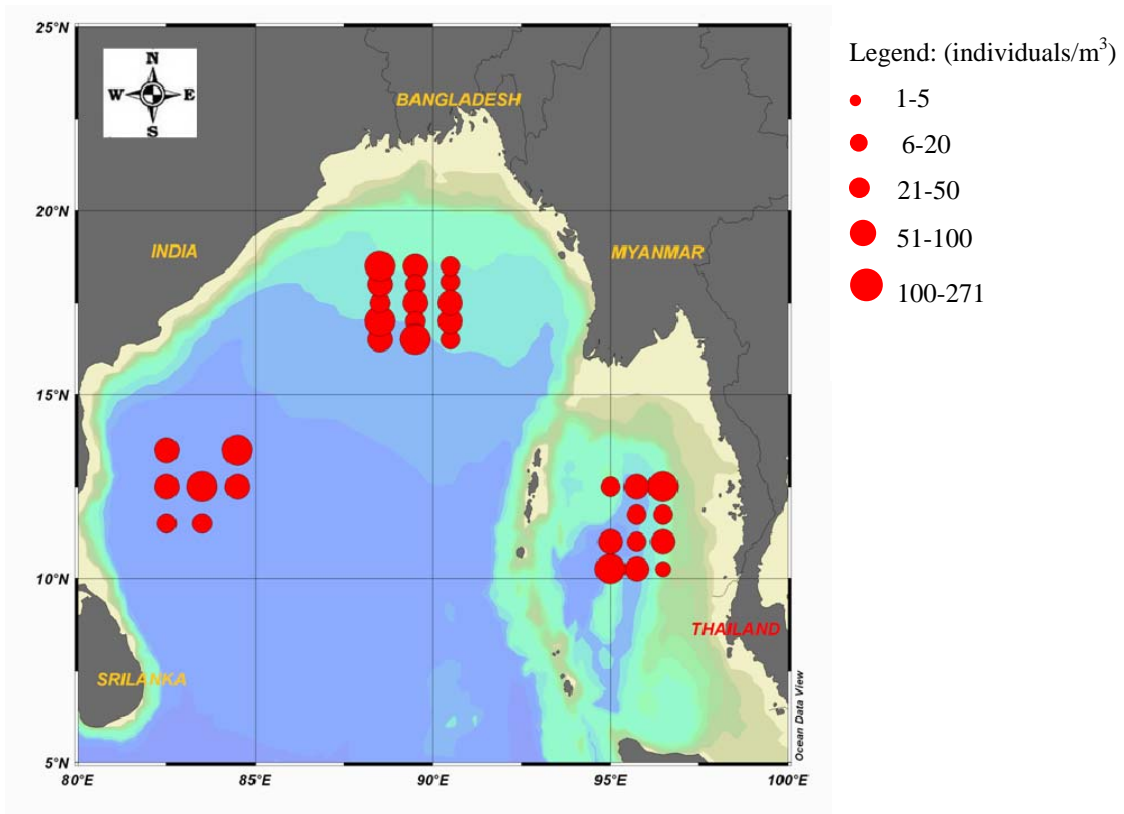 25°N
N
W E
S
BANGLADESH
20°N
INDIA
MYANMAR
15°N
10°N
THAILAND
SRILANKA
5°N
80°E 85°E 90°E 95°E 100°E
Ocean Data View
Legend: (individuals/m³)
1-5
6-20
21-50
51-100
100-271